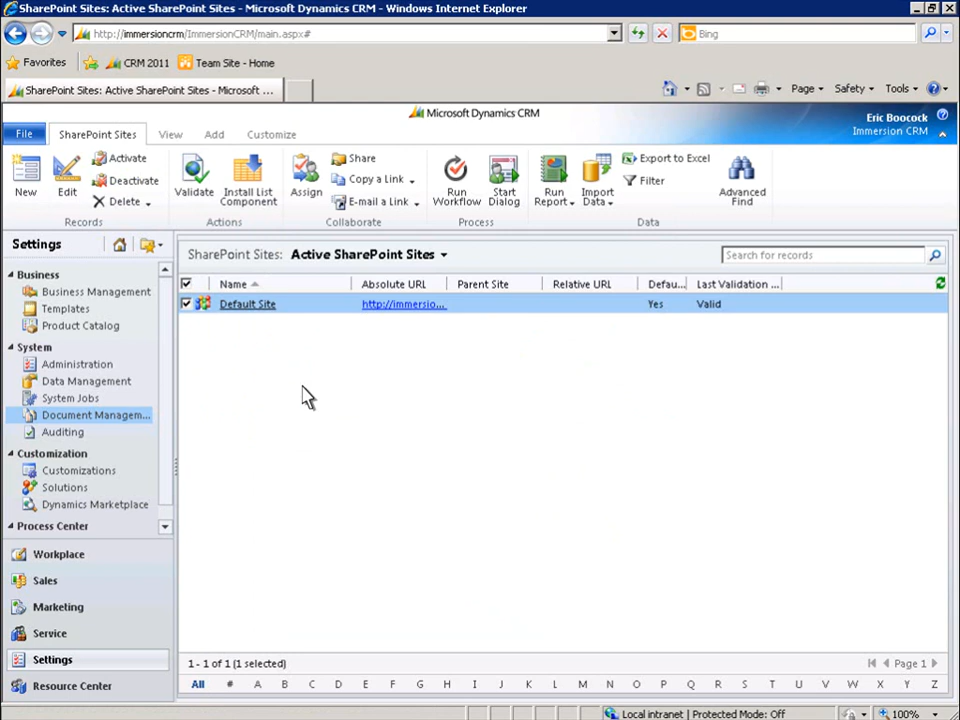 SharePoint Sites: Active SharePoint Sites - Microsoft Dynamics CRM - Windows Internet Explorer
http://immersioncrm/ImmersionCRM/main.aspx#
Bing
Favorites CRM 2011 Team Site - Home
SharePoint Sites: Active SharePoint Sites - Microsoft ...
Page Safety Tools
Microsoft Dynamics CRM
Eric Boocock
Immersion CRM
File SharePoint Sites View Add Customize
New Edit Activate Deactivate Delete
Validate Install List Component
Assign Share Copy a Link E-mail a Link
Run Workflow Start Dialog
Run Report Import Data Export to Excel Filter Advanced Find
Records Actions Collaborate Process Data
Settings
SharePoint Sites: Active SharePoint Sites
Search for records
Name Absolute URL Parent Site Relative URL Defau... Last Validation ...
Default Site http://immersio... Yes Valid
Business
Business Management
Templates
Product Catalog
System
Administration
Data Management
System Jobs
Document Managem...
Auditing
Customization
Customizations
Solutions
Dynamics Marketplace
Process Center
Workplace
Sales
Marketing
Service
Settings
Resource Center
1 - 1 of 1 (1 selected)
Page 1
All # A B C D E F G H I J K L M N O P Q R S T U V W X Y Z
Local intranet | Protected Mode: Off
100%